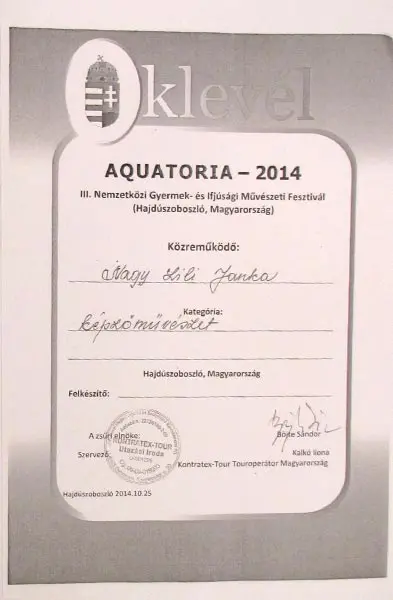 Oklevél
AQUATORIA – 2014
III. Nemzetközi Gyermek- és Ifjúsági Művészeti Fesztivál
(Hajdúszoboszló, Magyarország)
Közreműködő:
Nagy Lili Janka
Kategória:
képzőművészet
Hajdúszoboszló, Magyarország
Felkészítő:
A zsűri elnöke:
Bőjte Sándor
Szervező:
KONTRATEX-TOUR
Utazási Iroda
Kalkó Ilona
Kontratex-Tour Touroperátor Magyarország
Hajdúszoboszló 2014.10.25